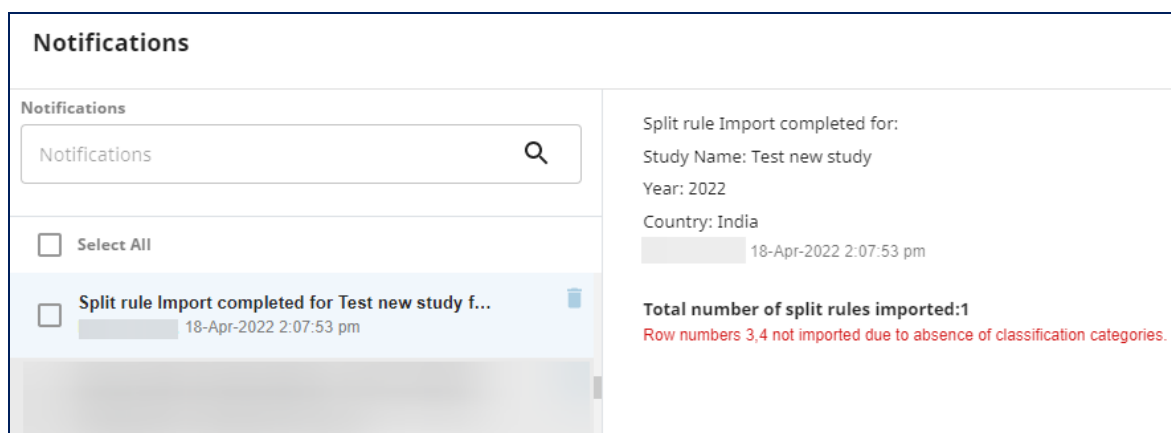 Notifications
Notifications
Notifications
Select All
Split rule Import completed for Test new study f...
18-Apr-2022 2:07:53 pm
Split rule Import completed for:
Study Name: Test new study
Year: 2022
Country: India
18-Apr-2022 2:07:53 pm
Total number of split rules imported:1
Row numbers 3,4 not imported due to absence of classification categories.